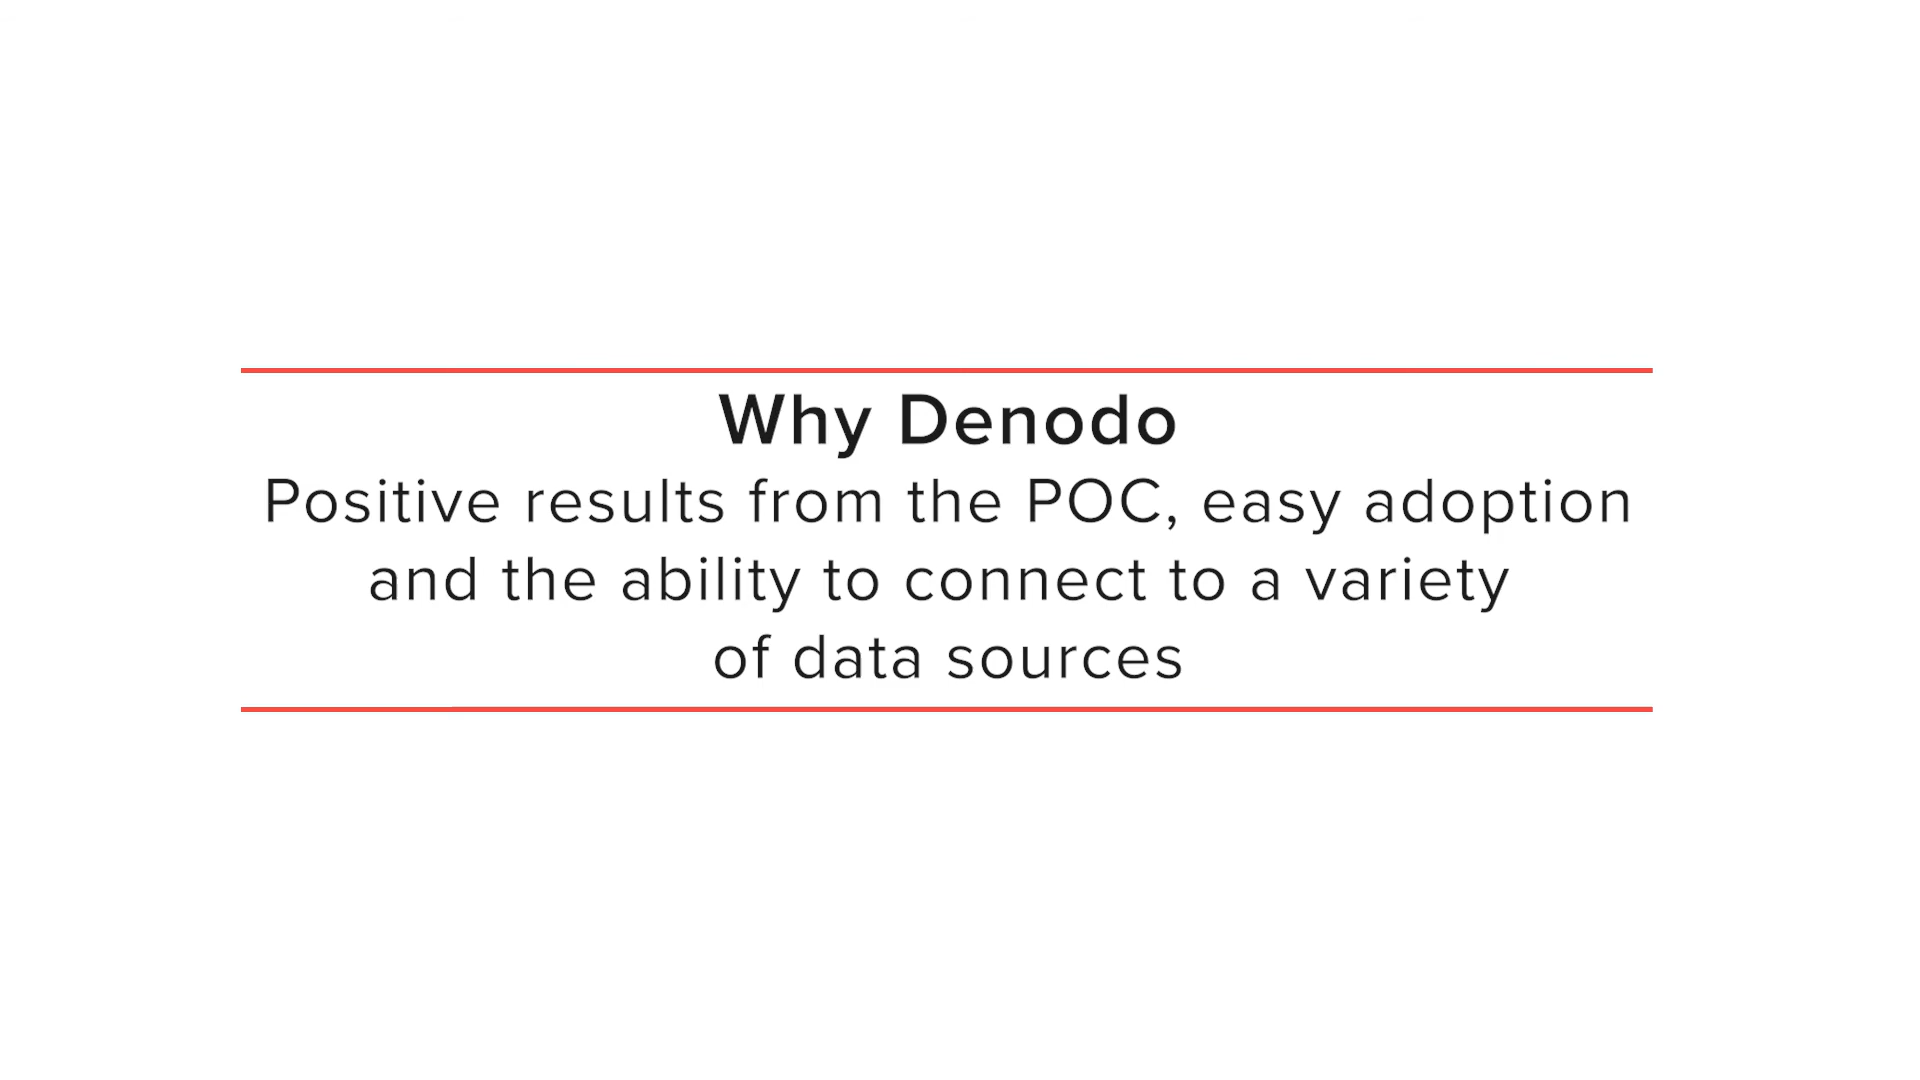 Why Denodo
Positive results from the POC, easy adoption
and the ability to connect to a variety
of data sources